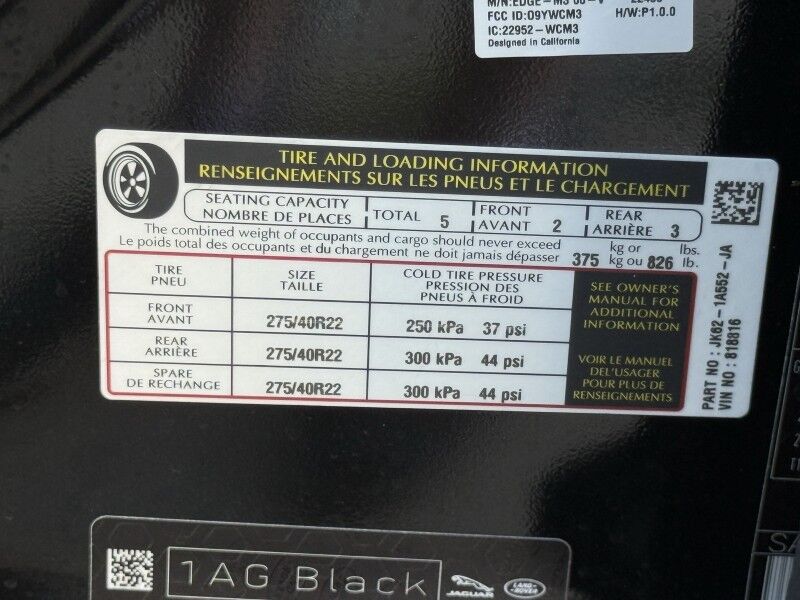 M/N:EDGE-M3 00-V
FCC ID:O9YWCM3 H/W:P1.0.0
IC:22952-WCM3
Designed in California
TIRE AND LOADING INFORMATION
RENSEIGNEMENTS SUR LES PNEUS ET LE CHARGEMENT
SEATING CAPACITY
NOMBRE DE PLACES
TOTAL 5
FRONT
AVANT 2
REAR
ARRIÈRE 3
The combined weight of occupants and cargo should never exceed
Le poids total des occupants et du chargement ne doit jamais dépasser
375 kg or
kg ou 826 lbs.
lb.
TIRE
PNEU
SIZE
TAILLE
COLD TIRE PRESSURE
PRESSION DES
PNEUS À FROID
FRONT
AVANT
275/40R22
250 kPa 37 psi
REAR
ARRIÈRE
275/40R22
300 kPa 44 psi
SPARE
DE RECHANGE
275/40R22
300 kPa 44 psi
SEE OWNER'S
MANUAL FOR
ADDITIONAL
INFORMATION
VOIR LE MANUEL
DEL'USAGER
POUR PLUS DE
RENSEIGNEMENTS
PART NO : JK62-1A552-JA
VIN NO : 818816
1AG Black
JAGUAR
LAND-ROVER